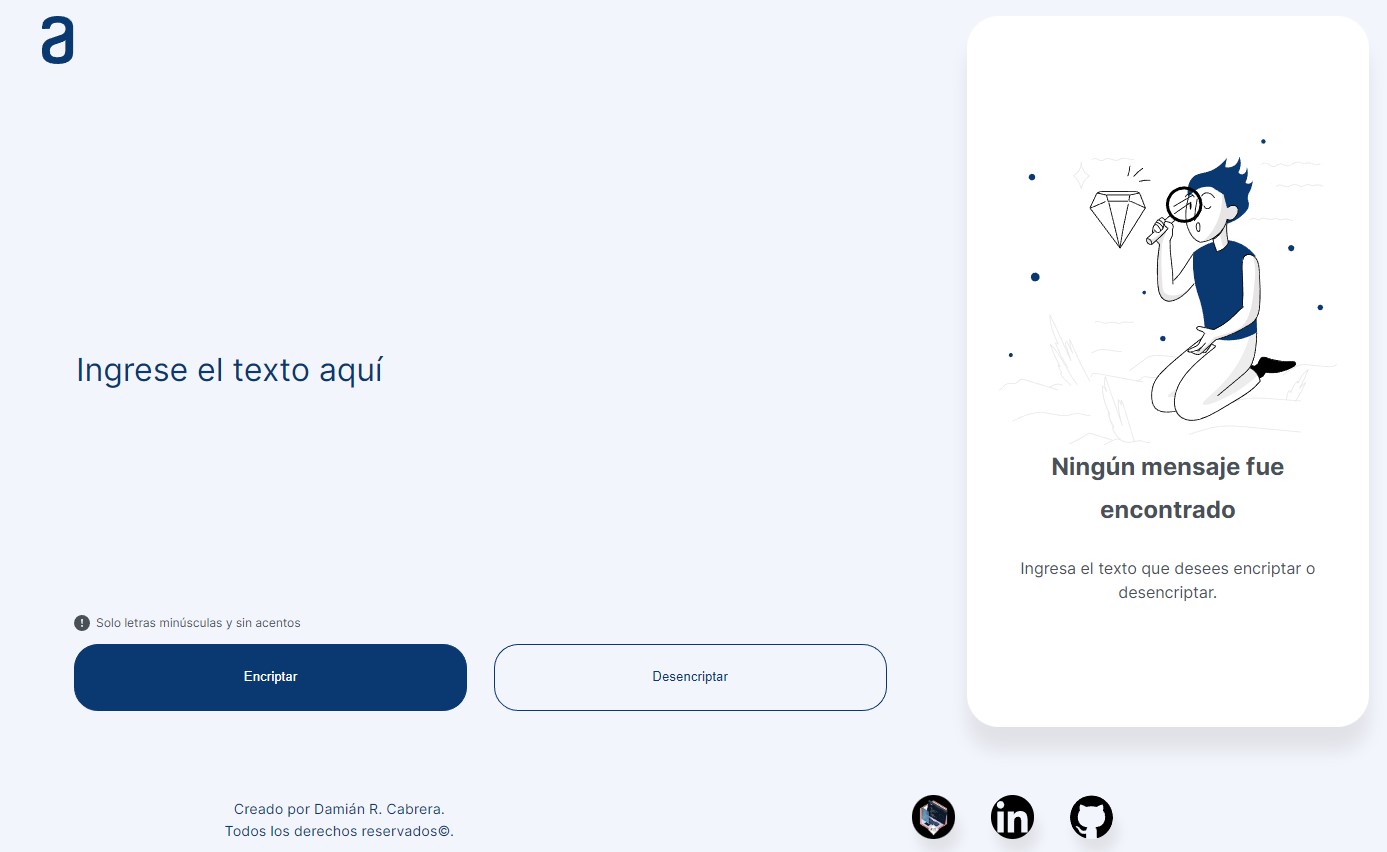 a
Ingrese el texto aquí
Solo letras minúsculas y sin acentos
Encriptar
Desencriptar
Ningún mensaje fue
encontrado
Ingresa el texto que desees encriptar o
desencriptar.
Creado por Damián R. Cabrera.
Todos los derechos reservados©.
in